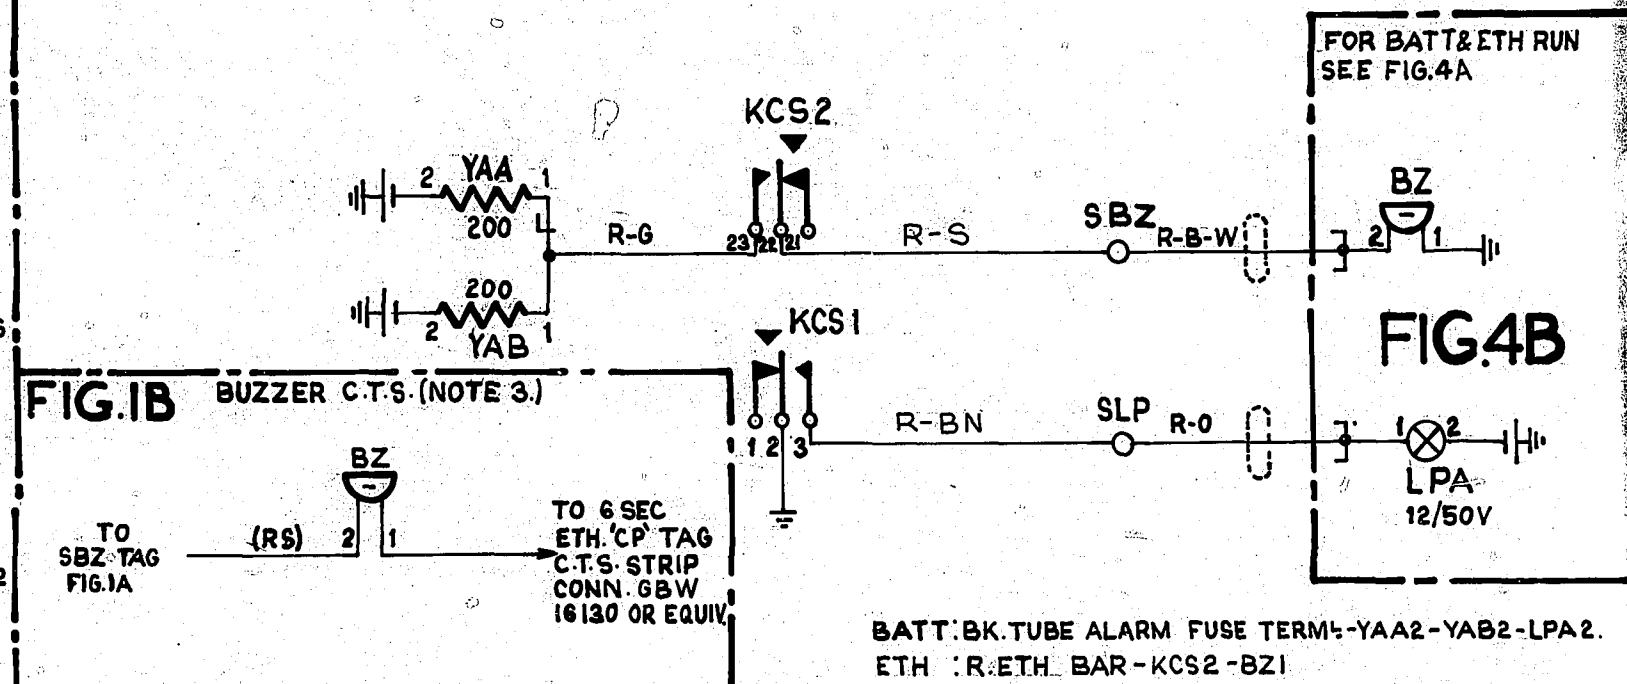 FOR BATT & ETH RUN
SEE FIG.4A
KCS2
2 YAA 1
200
R-G
23 22 21
R-S
SBZ
R-B-W
BZ
2 1
200
2 YAB 1
KCS1
FIG.4B
FIG.1B
BUZZER C.T.S. (NOTE 3.)
1 2 3
R-BN
SLP
R-O
1 2
LPA
12/50V
BZ
TO
SBZ TAG
FIG.1A
(RS)
2 1
TO 6 SEC
ETH. 'CP' TAG
C.T.S. STRIP
CONN. GBW
16130 OR EQUIV.
BATT: BK. TUBE ALARM FUSE TERML-YAA2-YAB2-LPA2.
ETH : R.ETH BAR-KCS2-BZ1